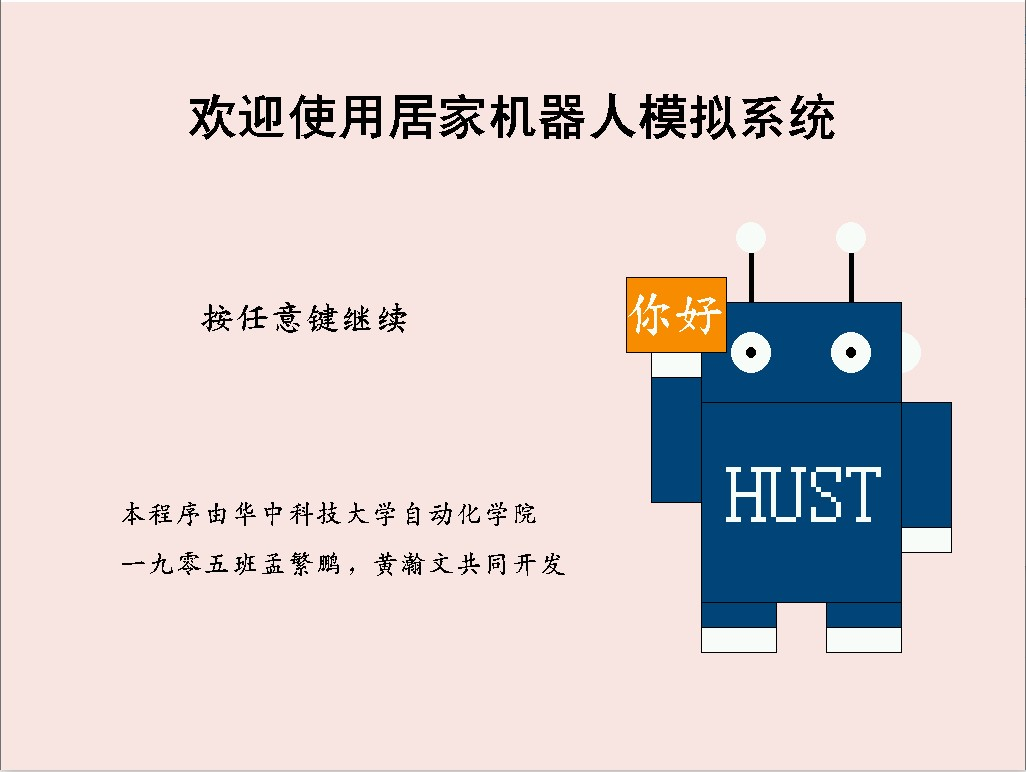 欢迎使用居家机器人模拟系统
你好
按任意键继续
HUST
本程序由华中科技大学自动化学院
一九零五班孟繁鹏，黄瀚文共同开发